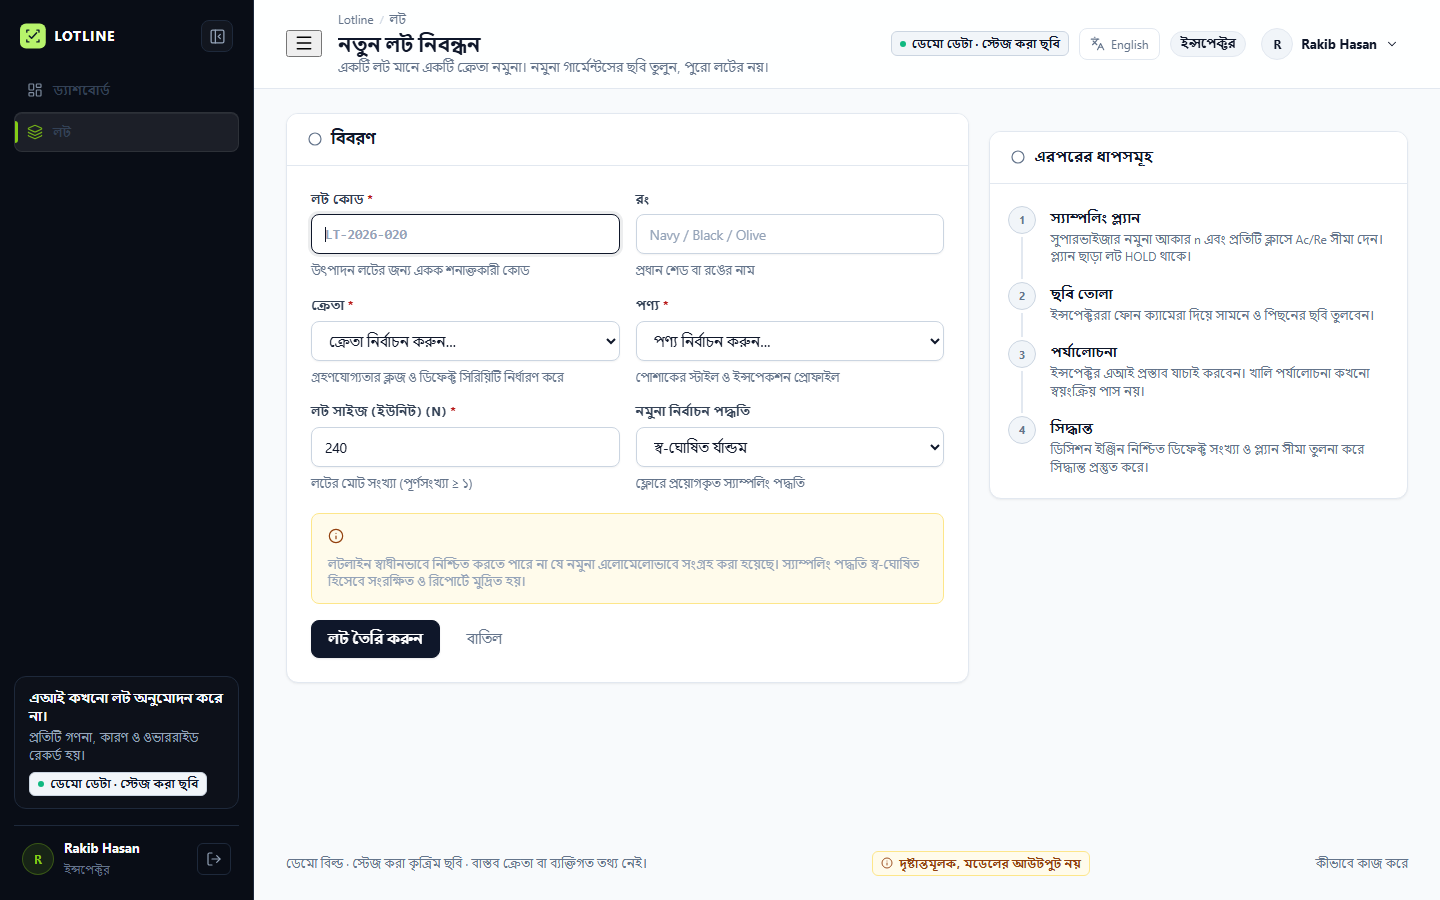 LOTLINE
ড্যাশবোর্ড
লট
এআই কখনো লট অনুমোদন করে
না।
প্রতিটি গণনা, কারণ ও ওভাররাইড
রেকর্ড হয়।
ডেমো ডেটা · স্টেজ করা ছবি
R
Rakib Hasan
ইন্সপেক্টর
Lotline / লট
নতুন লট নিবন্ধন
একটি লট মানে একটি ক্রেতা নমুনা। নমুনা গার্মেন্টসের ছবি তুলুন, পুরো লটের নয়।
ডেমো ডেটা · স্টেজ করা ছবি
English
ইন্সপেক্টর
R
Rakib Hasan
বিবরণ
লট কোড *
LT-2026-020
উৎপাদন লটের জন্য একক শনাক্তকারী কোড
রং
Navy / Black / Olive
প্রধান শেড বা রঙের নাম
ক্রেতা *
ক্রেতা নির্বাচন করুন...
গ্রহণযোগ্যতার ক্লজ ও ডিফেক্ট সিরিয়িটি নির্ধারণ করে
পণ্য *
পণ্য নির্বাচন করুন...
পোশাকের স্টাইল ও ইন্সপেকশন প্রোফাইল
লট সাইজ (ইউনিট) (N) *
240
লটের মোট সংখ্যা (পূর্ণসংখ্যা ≥ ১)
নমুনা নির্বাচন পদ্ধতি
স্ব-ঘোষিত র্যান্ডম
ফ্লোরে প্রয়োগকৃত স্যাম্পলিং পদ্ধতি
লটলাইন স্বাধীনভাবে নিশ্চিত করতে পারে না যে নমুনা এলোমেলোভাবে সংগ্রহ করা হয়েছে। স্যাম্পলিং পদ্ধতি স্ব-ঘোষিত
হিসেবে সংরক্ষিত ও রিপোর্টে মুদ্রিত হয়।
লট তৈরি করুন
বাতিল
এরপরের ধাপসমূহ
1
স্যাম্পলিং প্ল্যান
সুপারভাইজার নমুনা আকার n এবং প্রতিটি ক্লাসে Ac/Re সীমা দেন।
প্ল্যান ছাড়া লট HOLD থাকে।
2
ছবি তোলা
ইন্সপেক্টররা ফোন ক্যামেরা দিয়ে সামনে ও পিছনের ছবি তুলবেন।
3
পর্যালোচনা
ইন্সপেক্টর এআই প্রস্তাব যাচাই করবেন। খালি পর্যালোচনা কখনো
স্বয়ংক্রিয় পাস নয়।
4
সিদ্ধান্ত
ডিসিশন ইঞ্জিন নিশ্চিত ডিফেক্ট সংখ্যা ও প্ল্যান সীমা তুলনা করে
সিদ্ধান্ত প্রস্তুত করে।
ডেমো বিল্ড · স্টেজ করা কৃত্রিম ছবি · বাস্তব ক্রেতা বা ব্যক্তিগত তথ্য নেই।
দৃষ্টান্তমূলক, মডেলের আউটপুট নয়
কীভাবে কাজ করে